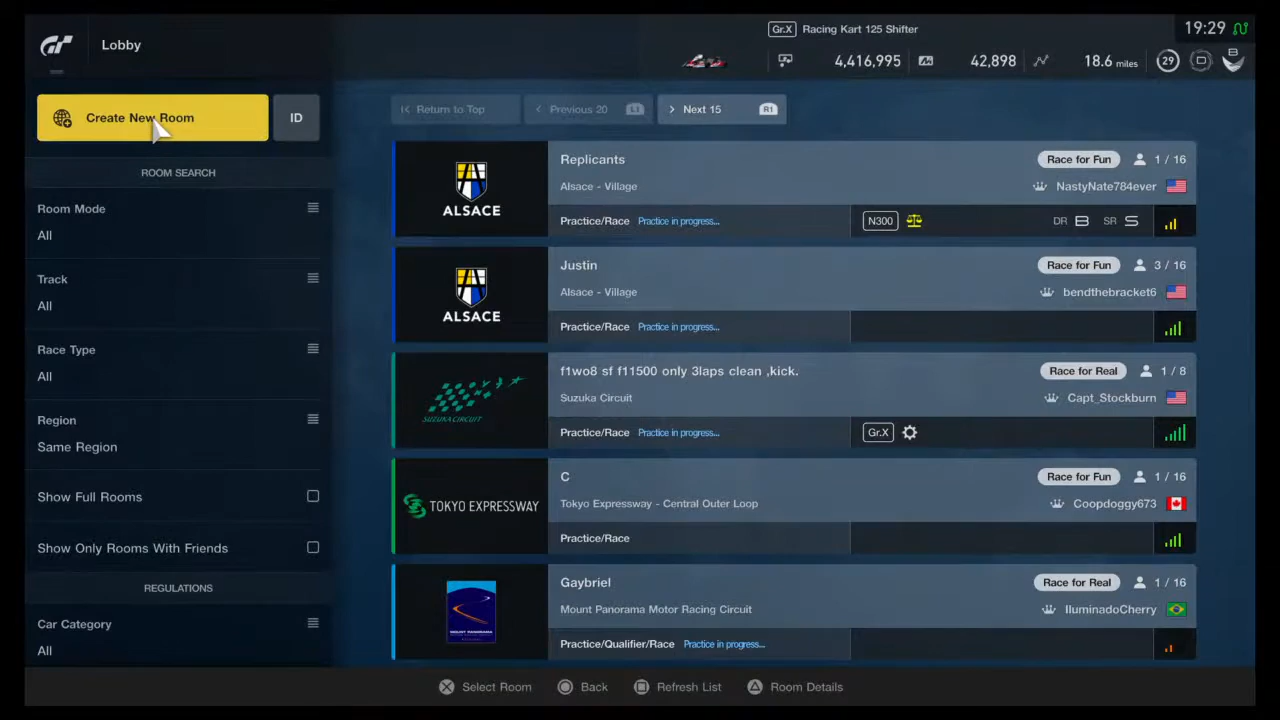 Lobby
Gr.X Racing Kart 125 Shifter
19:29
4,416,995
42,898
18.6 miles
29
B
Create New Room
ID
Return to Top
Previous 20 L1
Next 15 R1
ROOM SEARCH
Room Mode
All
Track
All
Race Type
All
Region
Same Region
Show Full Rooms
Show Only Rooms With Friends
REGULATIONS
Car Category
All
ALSACE
Replicants
Race for Fun 1 / 16
Alsace - Village
NastyNate784ever
Practice/Race Practice in progress...
N300 DR B SR S
ALSACE
Justin
Race for Fun 3 / 16
Alsace - Village
bendthebracket6
Practice/Race Practice in progress...
SUZUKA CIRCUIT
f1wo8 sf f11500 only 3laps clean ,kick.
Race for Real 1 / 8
Suzuka Circuit
Capt_Stockburn
Practice/Race Practice in progress...
Gr.X
TOKYO EXPRESSWAY
C
Race for Fun 1 / 16
Tokyo Expressway - Central Outer Loop
Coopdoggy673
Practice/Race
MOUNT PANORAMA
Gaybriel
Race for Real 1 / 16
Mount Panorama Motor Racing Circuit
IluminadoCherry
Practice/Qualifier/Race Practice in progress...
Select Room
Back
Refresh List
Room Details